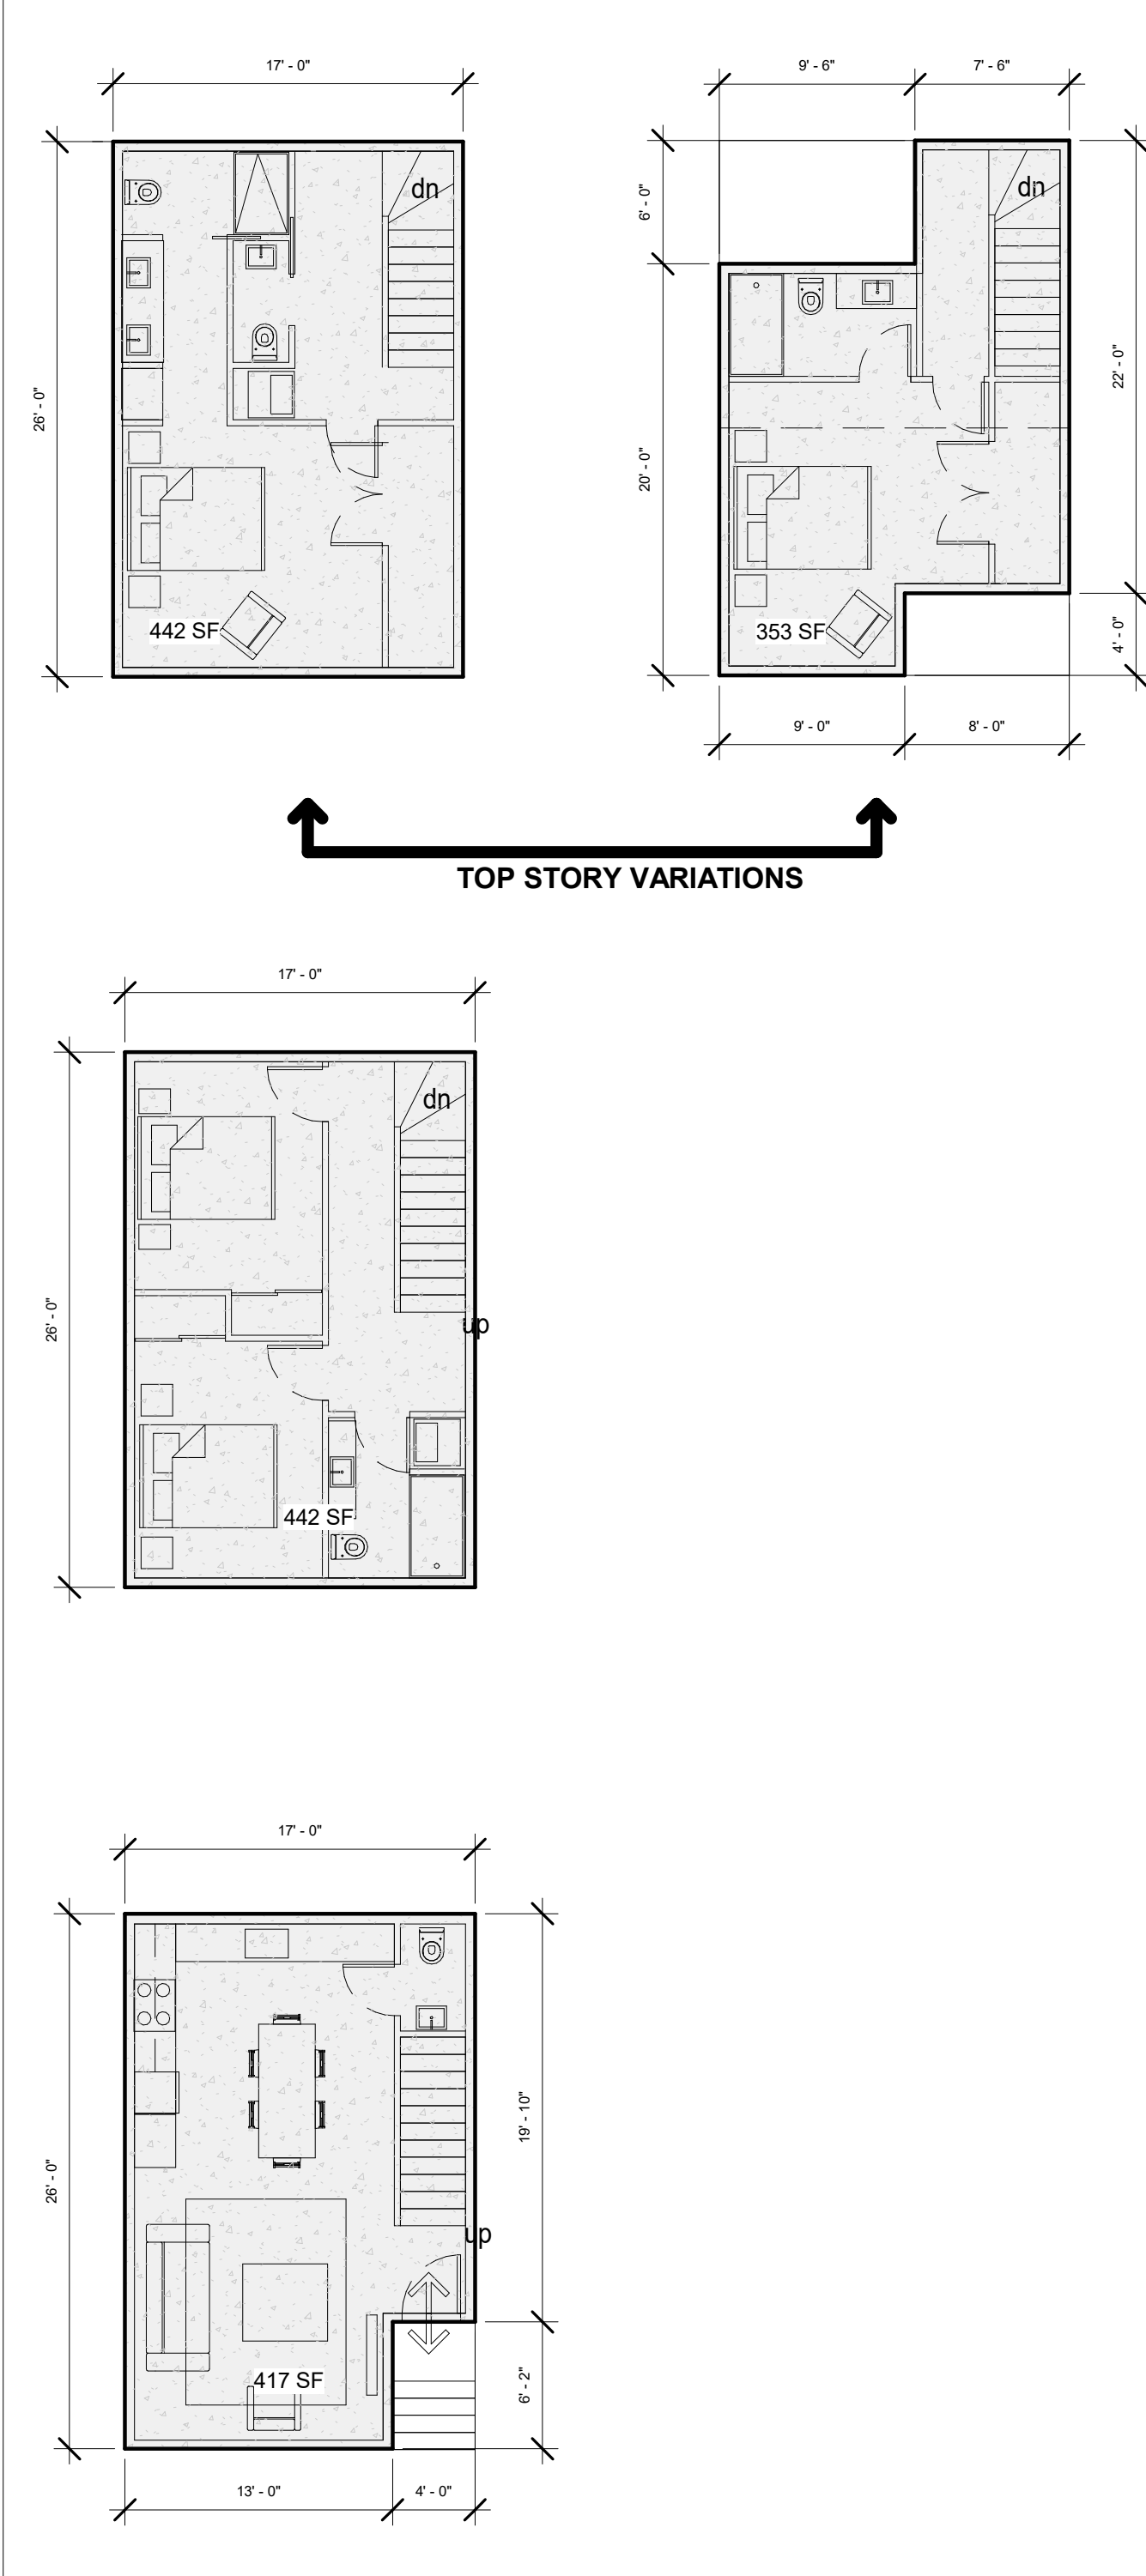 17' - 0"
9' - 6"
7' - 6"
dn
dn
6' - 0"
26' - 0"
22' - 0"
20' - 0"
442 SF
353 SF
4' - 0"
9' - 0"
8' - 0"
TOP STORY VARIATIONS
17' - 0"
dn
26' - 0"
up
442 SF
17' - 0"
19' - 10"
26' - 0"
up
417 SF
6' - 2"
13' - 0"
4' - 0"